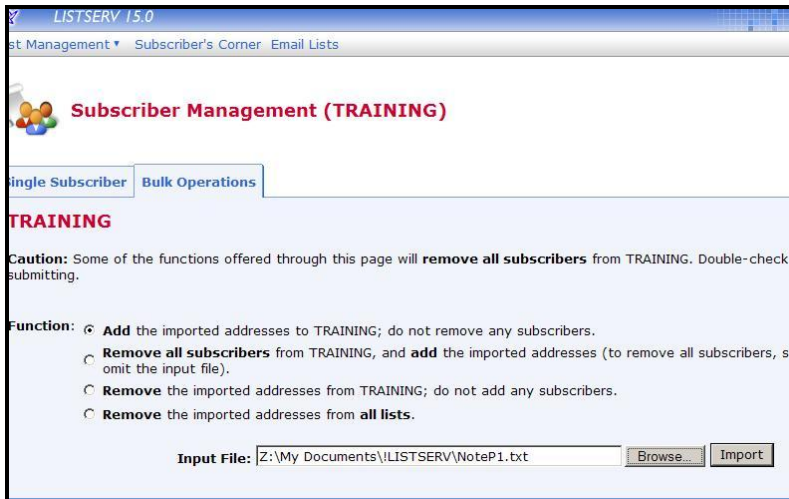 LISTSERV 15.0
st Management Subscriber's Corner Email Lists
Subscriber Management (TRAINING)
Single Subscriber Bulk Operations
TRAINING
Caution: Some of the functions offered through this page will remove all subscribers from TRAINING. Double-check
submitting.
Function: Add the imported addresses to TRAINING; do not remove any subscribers.
Remove all subscribers from TRAINING, and add the imported addresses (to remove all subscribers, s
omit the input file).
Remove the imported addresses from TRAINING; do not add any subscribers.
Remove the imported addresses from all lists.
Input File: Z:\My Documents\!LISTSERV\NoteP1.txt Browse... Import